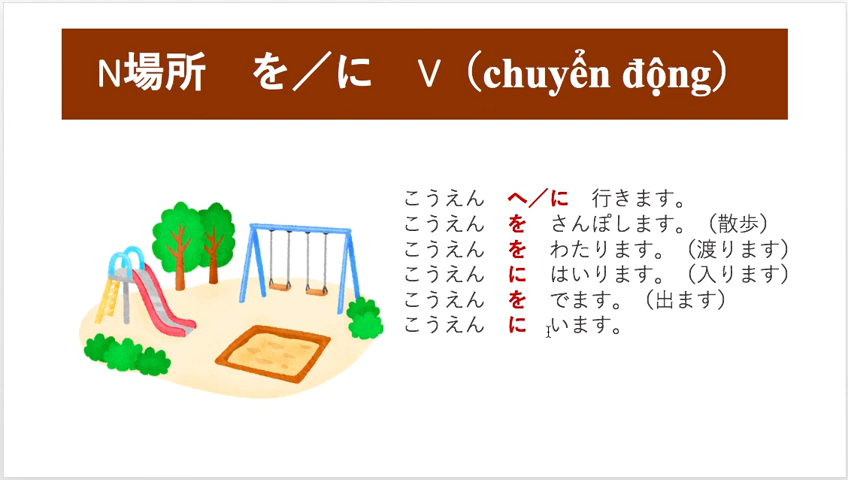 N場所　を／に　V（chuyển động）
こうえん　へ／に　行きます。
こうえん　を　さんぽします。（散歩）
こうえん　を　わたります。（渡ります）
こうえん　に　はいります。（入ります）
こうえん　を　でます。（出ます）
こうえん　に　います。